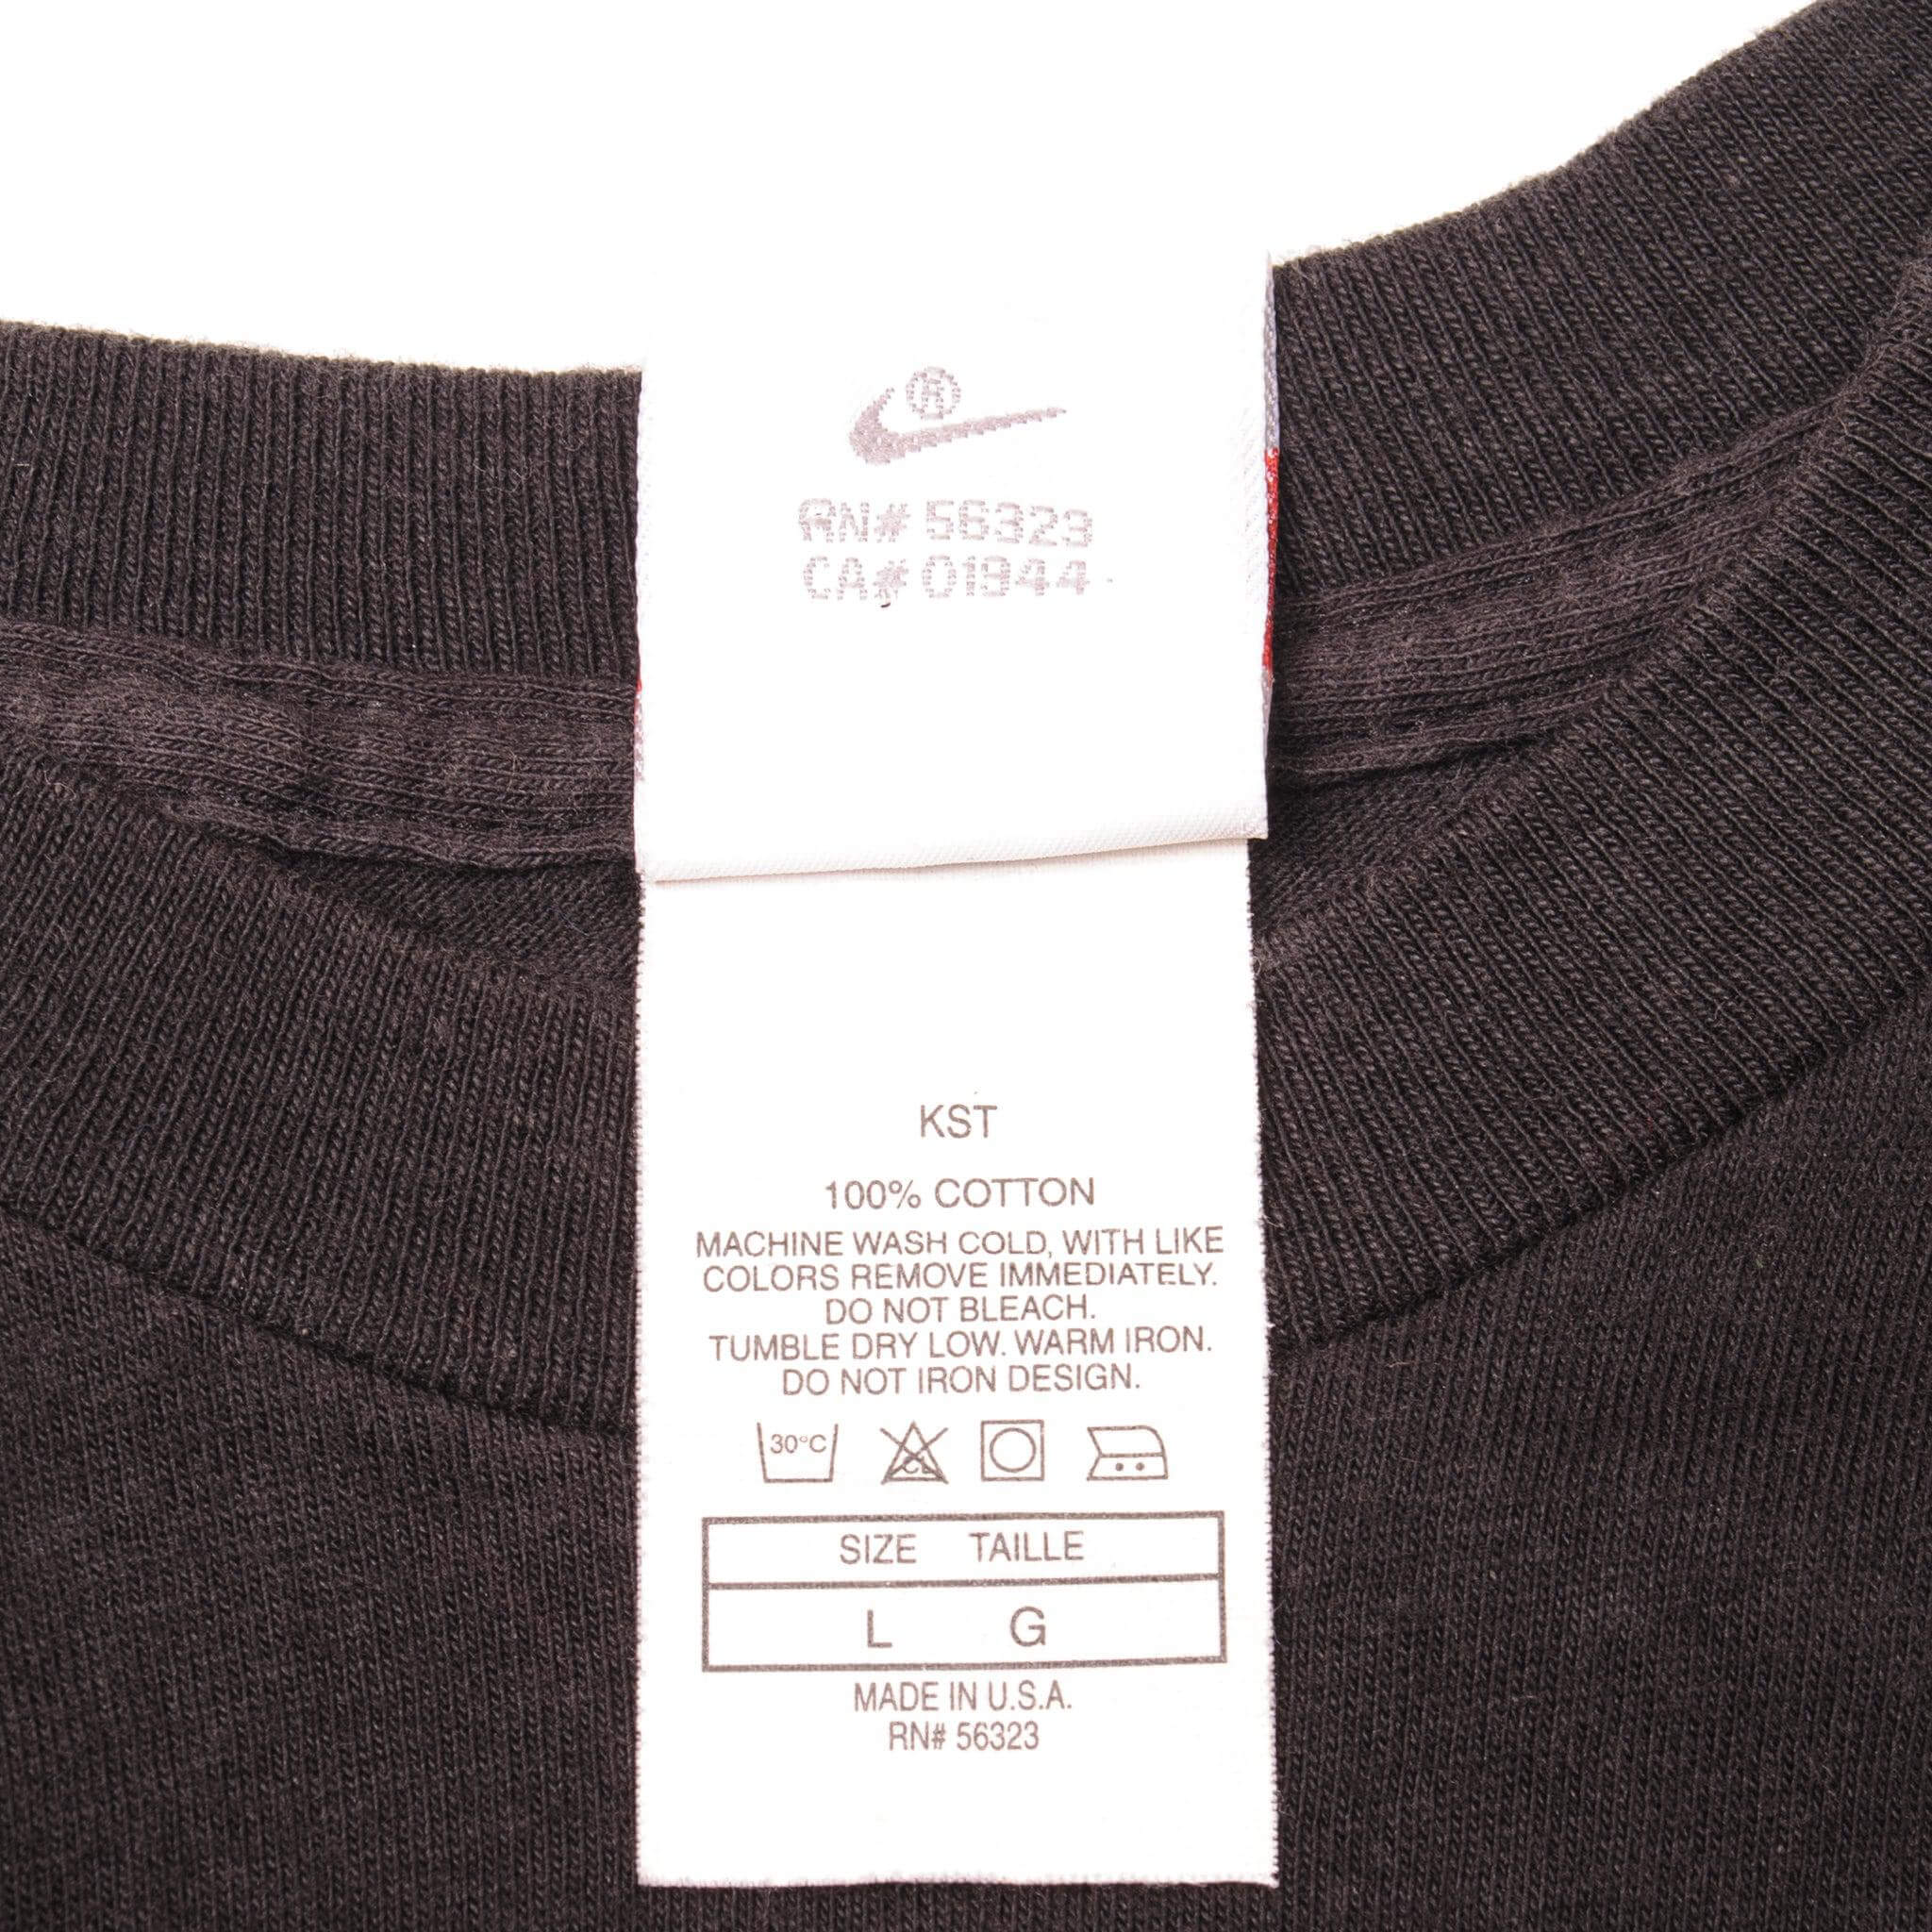 RN# 56323
CA# 01944
KST
100% COTTON
MACHINE WASH COLD, WITH LIKE
COLORS REMOVE IMMEDIATELY.
DO NOT BLEACH.
TUMBLE DRY LOW. WARM IRON.
DO NOT IRON DESIGN.
30°C CL
SIZE TAILLE
L G
MADE IN U.S.A.
RN# 56323